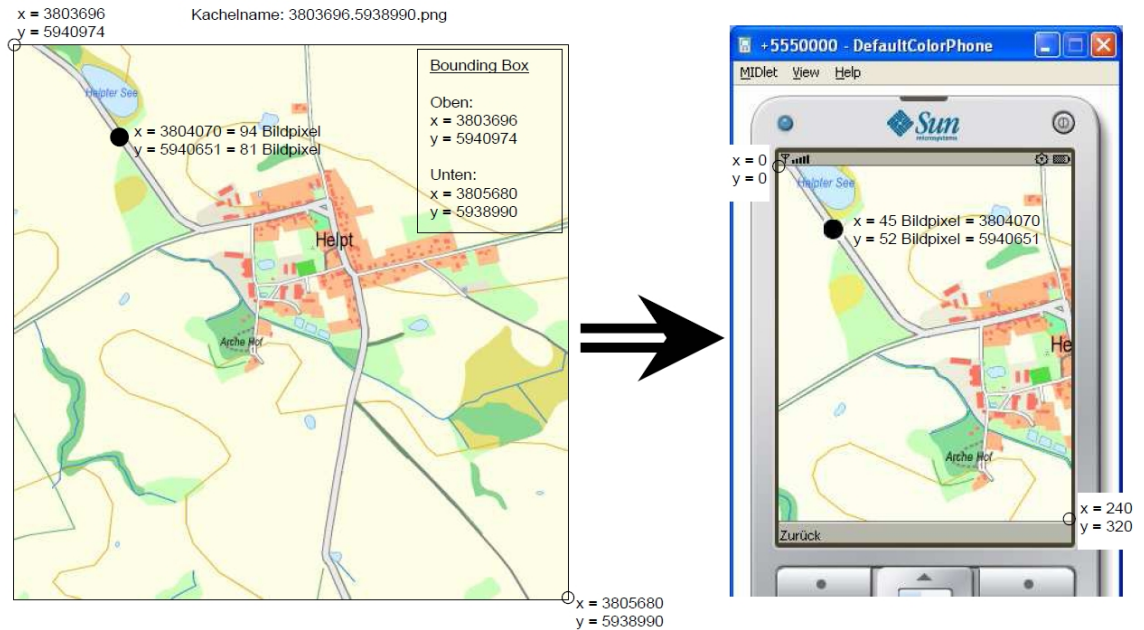 x = 3803696
y = 5940974
Kachelname: 3803696.5938990.png
Bounding Box
Oben:
x = 3803696
y = 5940974
Unten:
x = 3805680
y = 5938990
Helpter See
x = 3804070 = 94 Bildpixel
y = 5940651 = 81 Bildpixel
Helpt
Arche Hof
x = 3805680
y = 5938990
+5550000 - DefaultColorPhone
MIDlet View Help
Sun
microsystems
x = 0
y = 0
Helpter See
x = 45 Bildpixel = 3804070
y = 52 Bildpixel = 5940651
He
Arche Hof
x = 240
y = 320
Zurück